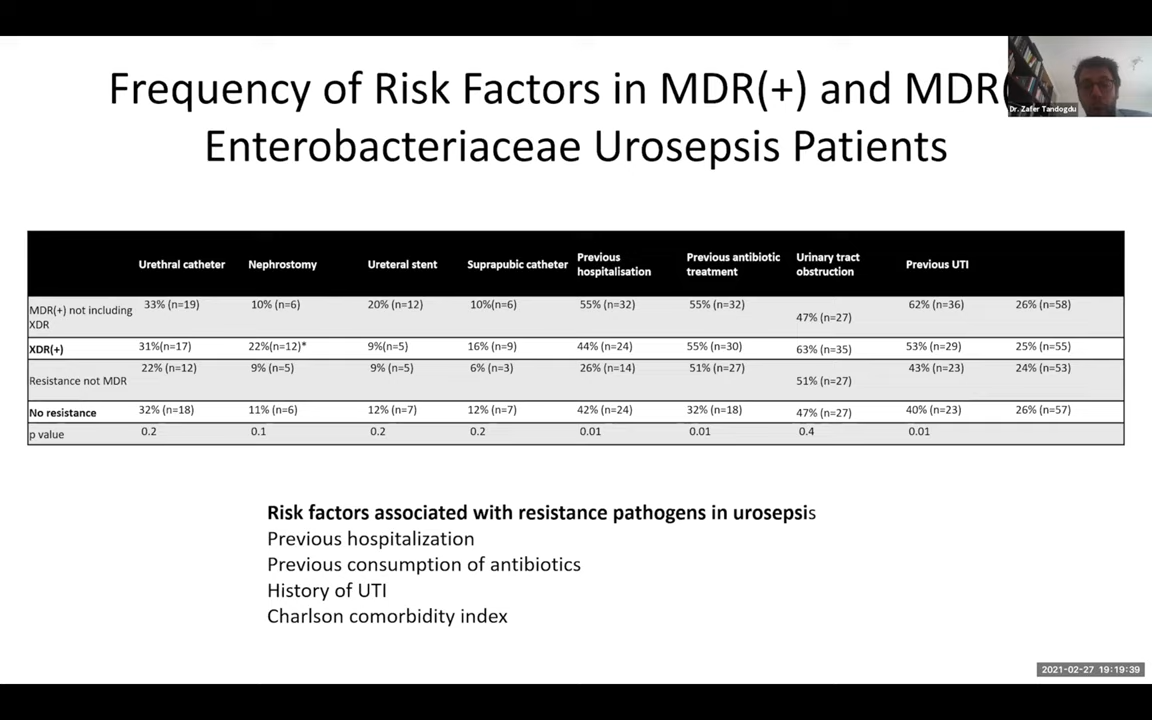 Frequency of Risk Factors in MDR(+) and MDR(
Enterobacteriaceae Urosepsis Patients
Dr. Zafer Tandogdu
Urethral catheter Nephrostomy Ureteral stent Suprapubic catheter Previous hospitalisation Previous antibiotic treatment Urinary tract obstruction Previous UTI
MDR(+) not including XDR 33% (n=19) 10% (n=6) 20% (n=12) 10%(n=6) 55% (n=32) 55% (n=32) 47% (n=27) 62% (n=36) 26% (n=58)
XDR(+) 31%(n=17) 22%(n=12)* 9%(n=5) 16% (n=9) 44% (n=24) 55% (n=30) 63% (n=35) 53% (n=29) 25% (n=55)
Resistance not MDR 22% (n=12) 9% (n=5) 9% (n=5) 6% (n=3) 26% (n=14) 51% (n=27) 51% (n=27) 43% (n=23) 24% (n=53)
No resistance 32% (n=18) 11% (n=6) 12% (n=7) 12% (n=7) 42% (n=24) 32% (n=18) 47% (n=27) 40% (n=23) 26% (n=57)
p value 0.2 0.1 0.2 0.2 0.01 0.01 0.4 0.01
Risk factors associated with resistance pathogens in urosepsis
Previous hospitalization
Previous consumption of antibiotics
History of UTI
Charlson comorbidity index
2021-02-27 19:19:39